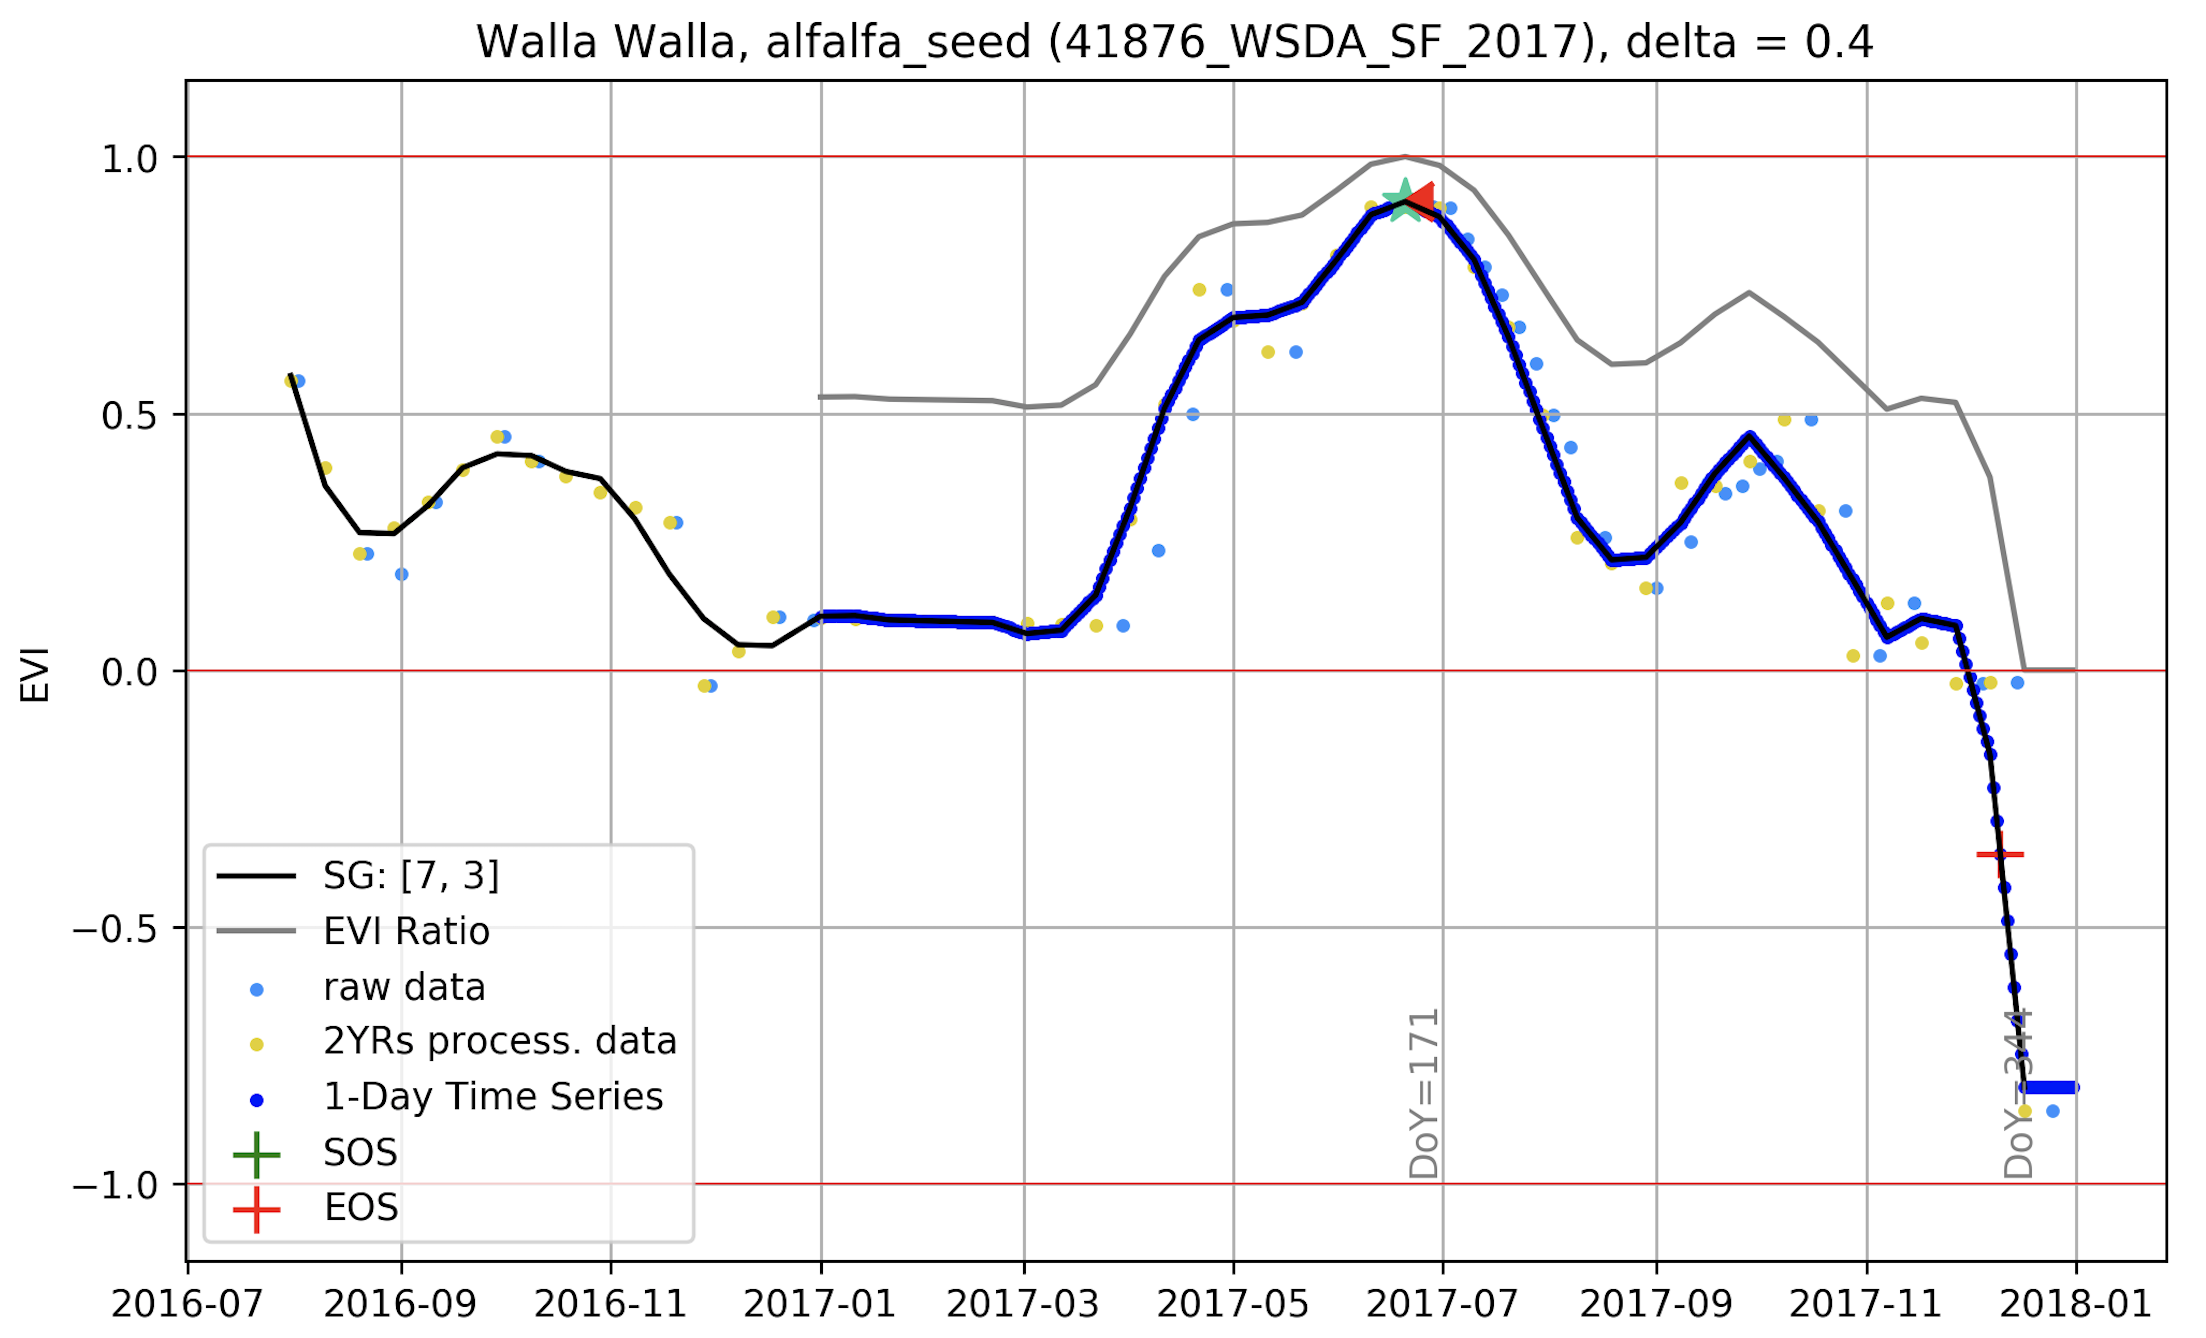 Walla Walla, alfalfa_seed (41876_WSDA_SF_2017), delta = 0.4
EVI
1.0
0.5
0.0
−0.5
−1.0
SG: [7, 3]
EVI Ratio
raw data
2YRs process. data
1-Day Time Series
SOS
EOS
DoY=171
DoY=344
2016-07
2016-09
2016-11
2017-01
2017-03
2017-05
2017-07
2017-09
2017-11
2018-01